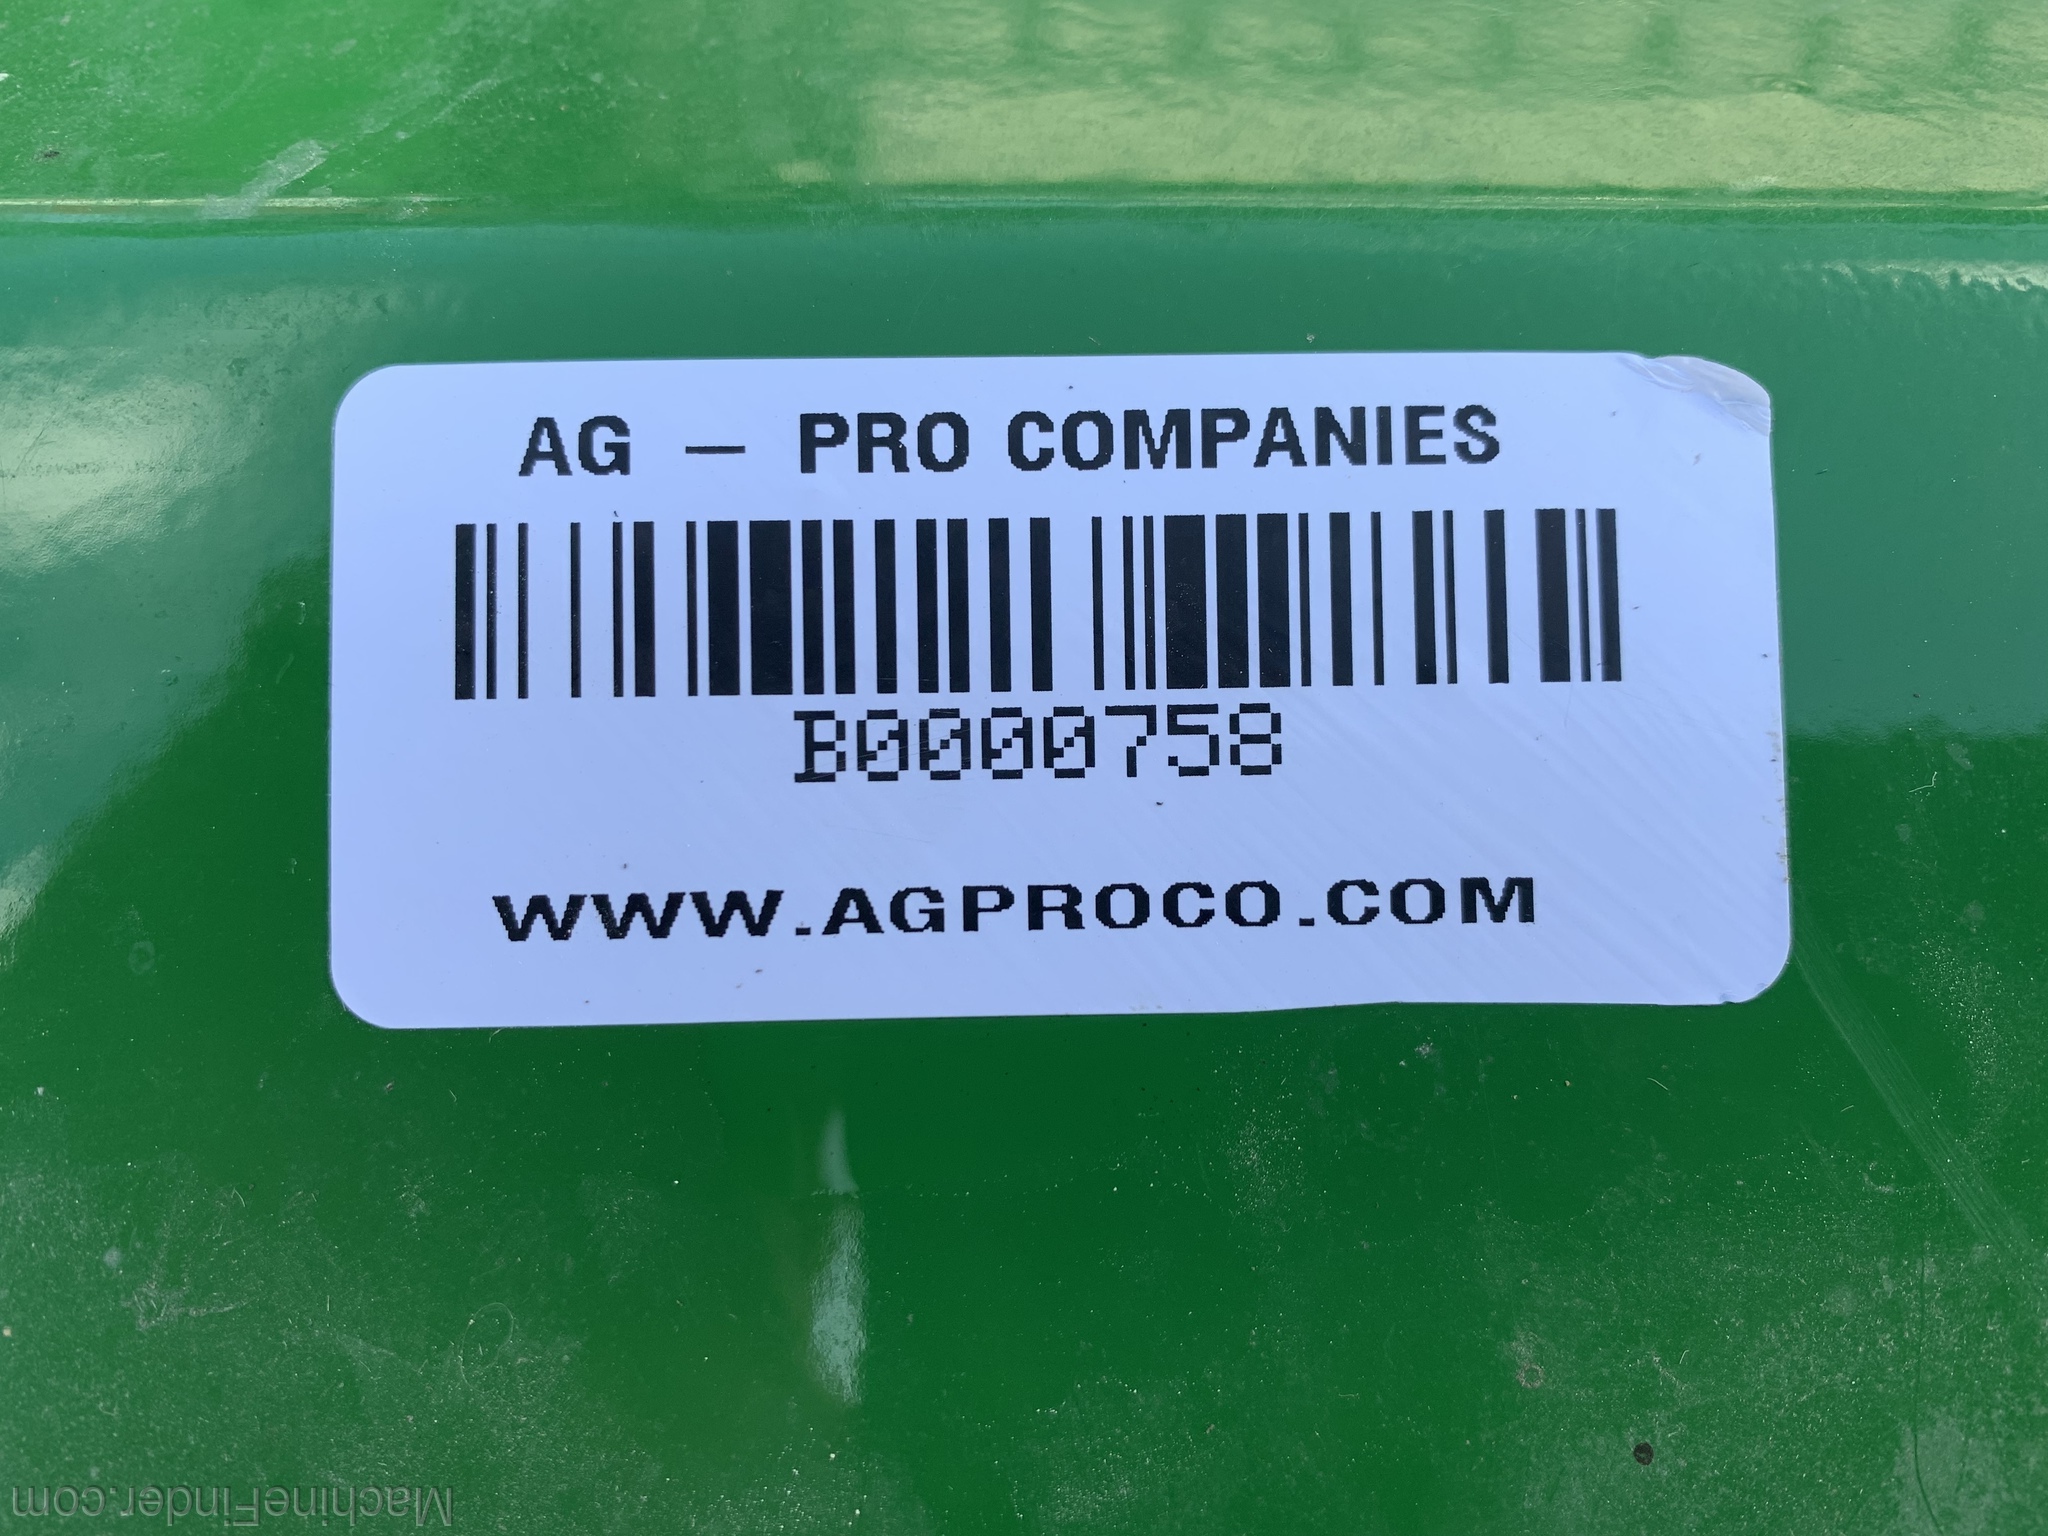 AG – PRO COMPANIES
B0000758
WWW.AGPROCO.COM
MachineFinder.com